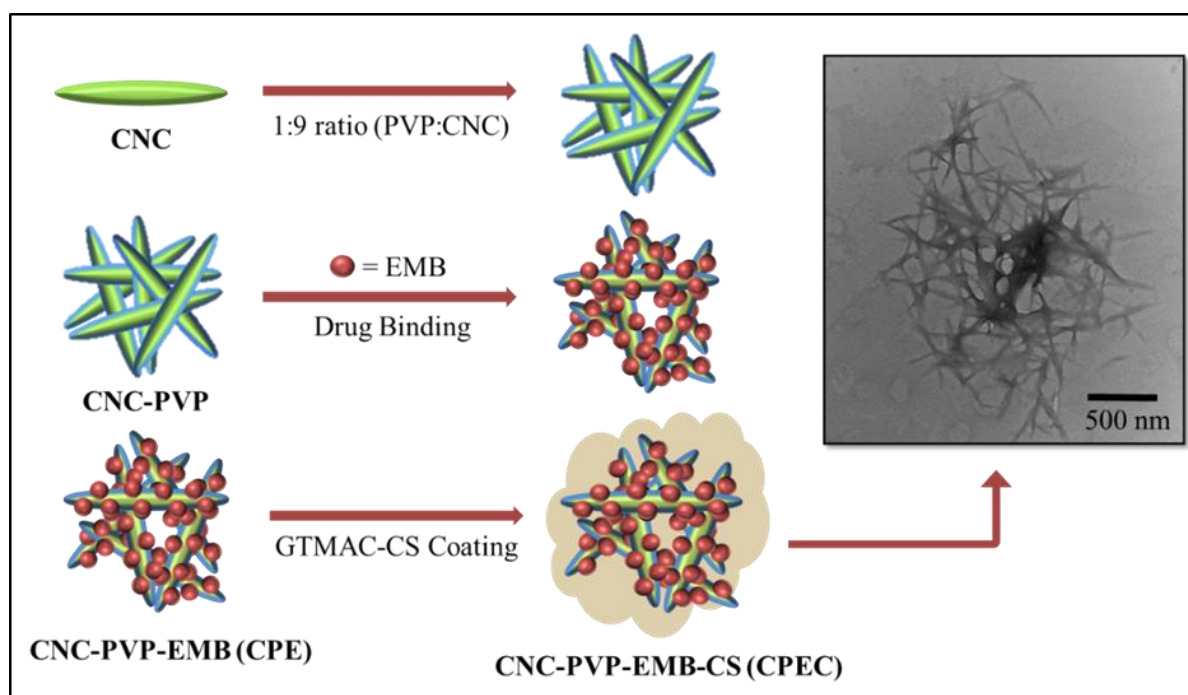 CNC
1:9 ratio (PVP:CNC)
CNC-PVP
= EMB
Drug Binding
500 nm
GTMAC-CS Coating
CNC-PVP-EMB (CPE)
CNC-PVP-EMB-CS (CPEC)